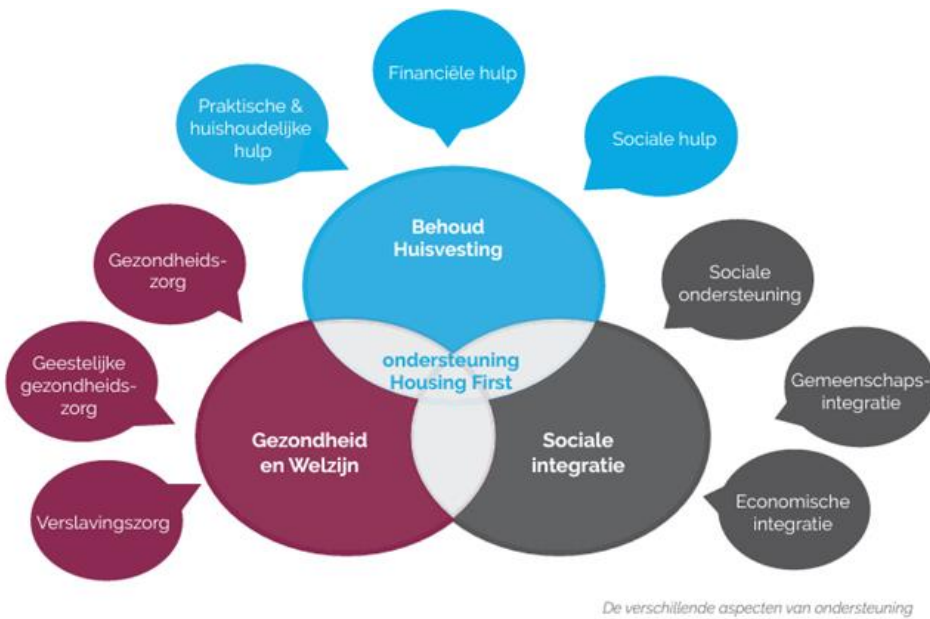 Financiële hulp
Praktische &
huishoudelijke
hulp
Sociale hulp
Behoud
Huisvesting
Gezondheids-
zorg
Sociale
ondersteuning
ondersteuning
Housing First
Geestelijke
gezondheids-
zorg
Gemeenschaps-
integratie
Gezondheid
en Welzijn
Sociale
integratie
Verslavingszorg
Economische
integratie
De verschillende aspecten van ondersteuning